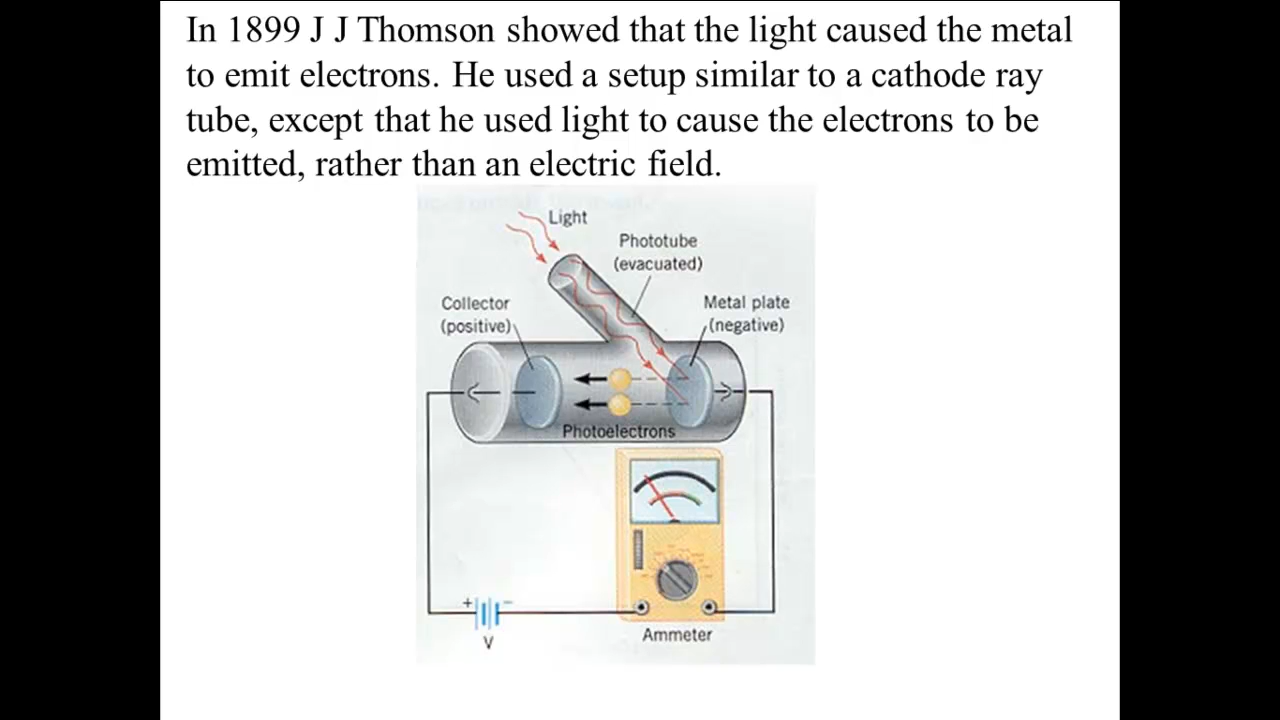 In 1899 J J Thomson showed that the light caused the metal
to emit electrons. He used a setup similar to a cathode ray
tube, except that he used light to cause the electrons to be
emitted, rather than an electric field.
Light
Phototube
(evacuated)
Collector
(positive)
Metal plate
(negative)
Photoelectrons
+ −
V
Ammeter